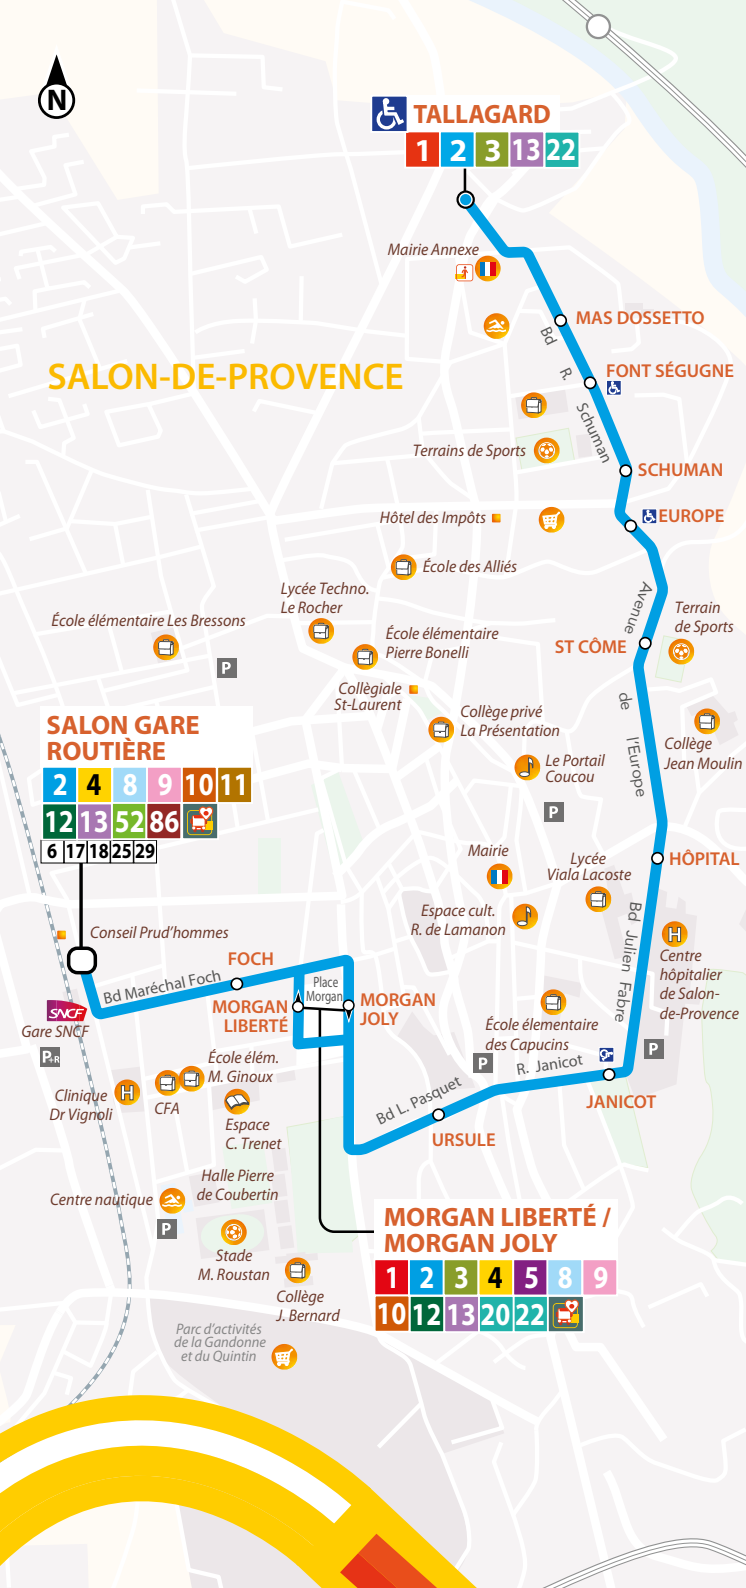 N
TALLAGARD
1 2 3 13 22
Mairie Annexe
MAS DOSSETTO
Bd R. Schuman
FONT SÉGUGNE
SALON-DE-PROVENCE
Terrains de Sports
SCHUMAN
Hôtel des Impôts
EUROPE
École des Alliés
Lycée Techno.
Le Rocher
Avenue de l'Europe
Terrain
de Sports
École élémentaire Les Bressons
École élémentaire
Pierre Bonelli
ST CÔME
P
Collégiale
St-Laurent
Collège privé
La Présentation
SALON GARE
ROUTIÈRE
2 4 8 9 10 11
12 13 52 86
6 17 18 25 29
Collège
Jean Moulin
Le Portail
Coucou
P
Mairie
Lycée
Viala Lacoste
HÔPITAL
Espace cult.
R. de Lamanon
Bd Julien Fabre
Conseil Prud'hommes
H
Centre
hôpitalier
de Salon-
de-Provence
FOCH
Bd Maréchal Foch
Place
Morgan
MORGAN
LIBERTÉ
MORGAN
JOLY
SNCF
Gare SNCF
P+R
École élementaire
des Capucins
P
P
R. Janicot
École élém.
M. Ginoux
H
Clinique
Dr Vignoli
CFA
Bd L. Pasquet
JANICOT
Espace
C. Trenet
URSULE
Halle Pierre
de Coubertin
Centre nautique
P
MORGAN LIBERTÉ /
MORGAN JOLY
1 2 3 4 5 8 9
10 12 13 20 22
Stade
M. Roustan
Collège
J. Bernard
Parc d'activités
de la Gandonne
et du Quintin